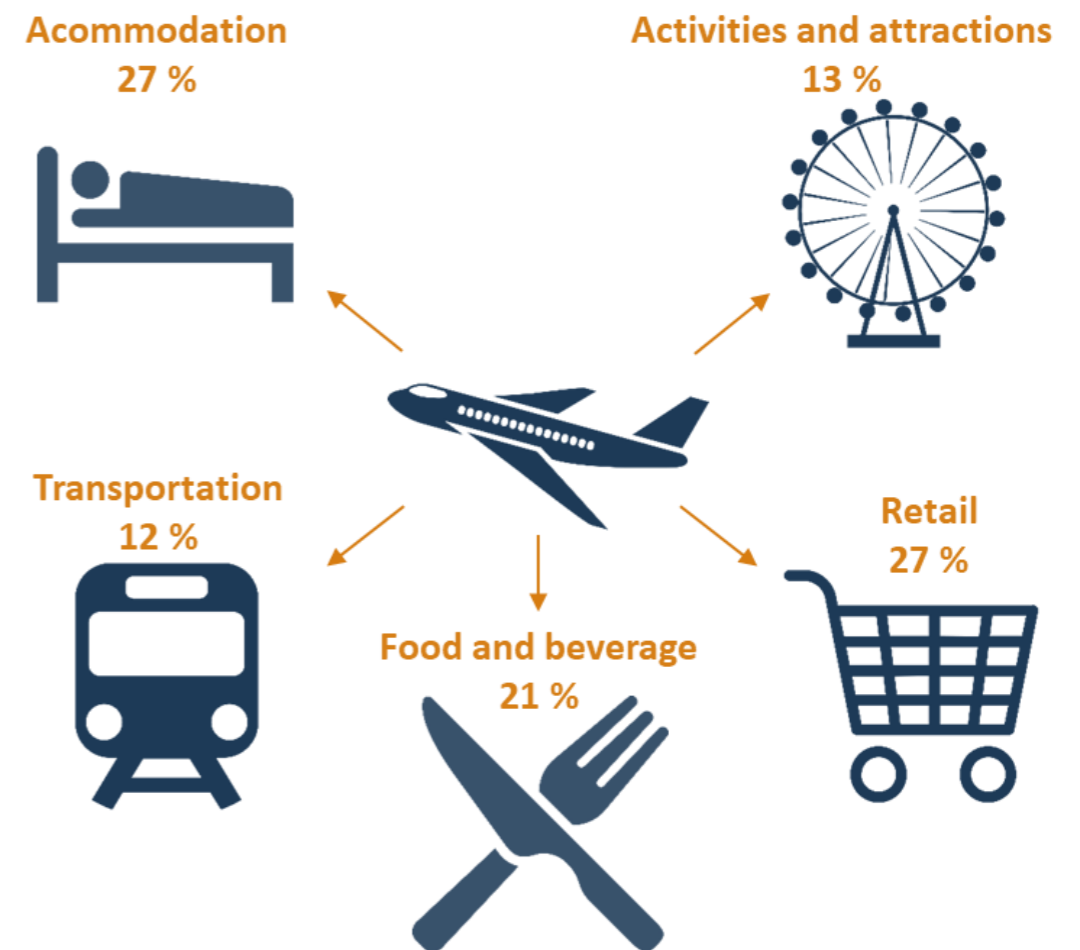 Acommodation
27 %
Activities and attractions
13 %
Transportation
12 %
Retail
27 %
Food and beverage
21 %